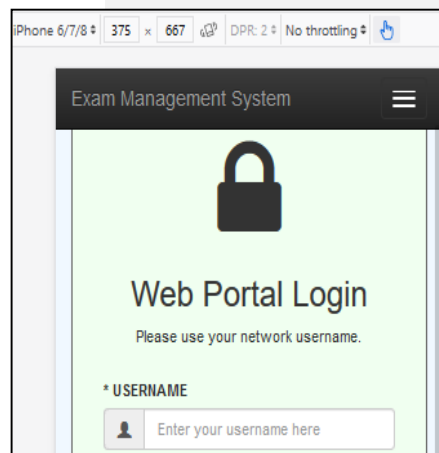 iPhone 6/7/8 375 × 667 DPR: 2 No throttling
Exam Management System
Web Portal Login
Please use your network username.
* USERNAME
Enter your username here